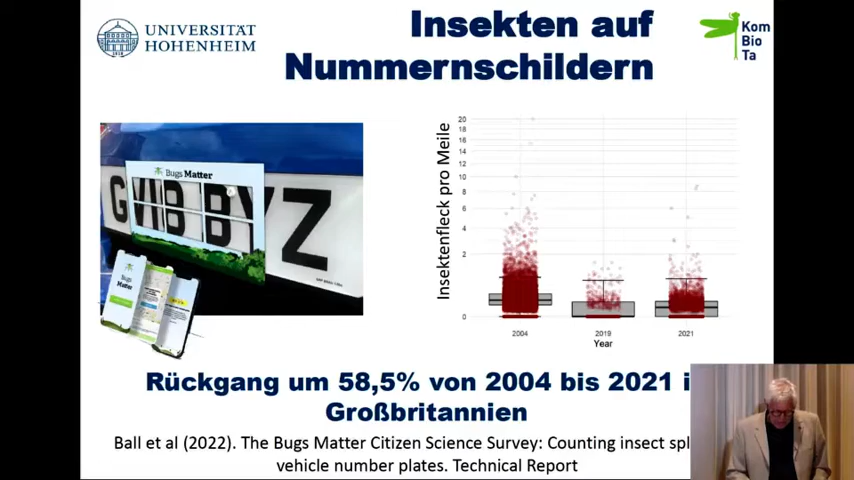 UNIVERSITÄT
HOHENHEIM
Insekten auf
Nummernschildern
Kom
Bio
Ta
Bugs Matter
GV18 BYZ
Bugs
Matter
Insektenfleck pro Meile
20
18
16
14
12
10
8
6
4
2
0
2004
2019
2021
Year
Rückgang um 58,5% von 2004 bis 2021 i
Großbritannien
Ball et al (2022). The Bugs Matter Citizen Science Survey: Counting insect spl
vehicle number plates. Technical Report